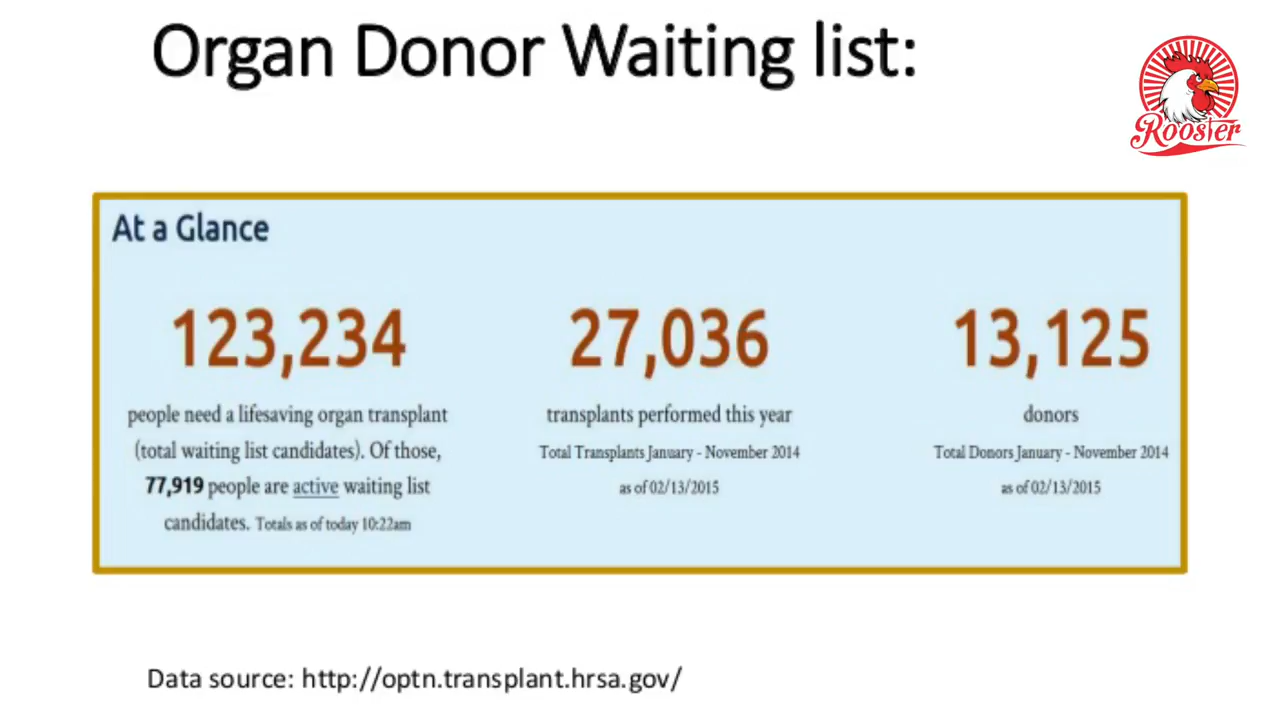 Organ Donor Waiting list:
Rooster
At a Glance
123,234
people need a lifesaving organ transplant
(total waiting list candidates). Of those,
77,919 people are active waiting list
candidates. Totals as of today 10:22am
27,036
transplants performed this year
Total Transplants January - November 2014
as of 02/13/2015
13,125
donors
Total Donors January - November 2014
as of 02/13/2015
Data source: http://optn.transplant.hrsa.gov/